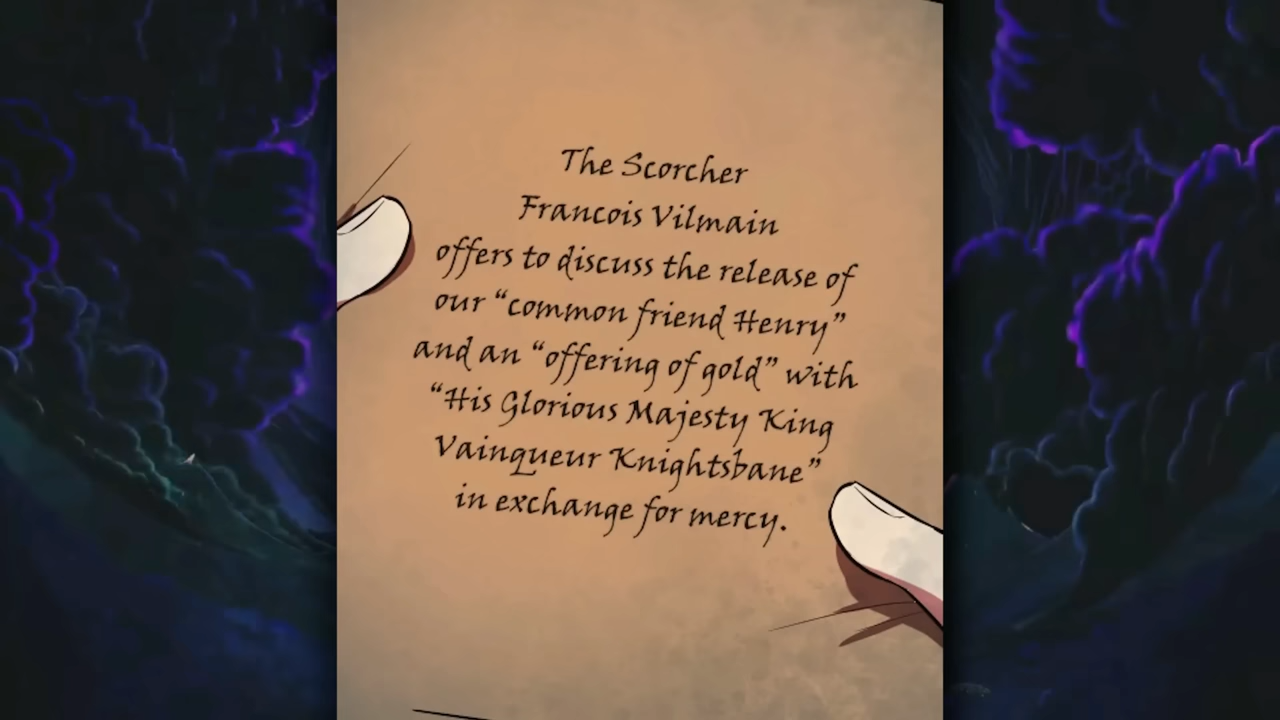 The Scorcher
Francois Vilmain
offers to discuss the release of
our “common friend Henry”
and an “offering of gold” with
“His Glorious Majesty King
Vainqueur Knightsbane”
in exchange for mercy.